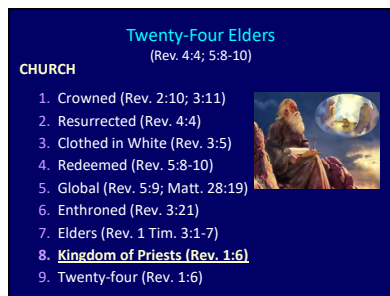 Twenty-Four Elders
(Rev. 4:4; 5:8-10)
CHURCH
1. Crowned (Rev. 2:10; 3:11)
2. Resurrected (Rev. 4:4)
3. Clothed in White (Rev. 3:5)
4. Redeemed (Rev. 5:8-10)
5. Global (Rev. 5:9; Matt. 28:19)
6. Enthroned (Rev. 3:21)
7. Elders (Rev. 1 Tim. 3:1-7)
8. Kingdom of Priests (Rev. 1:6)
9. Twenty-four (Rev. 1:6)